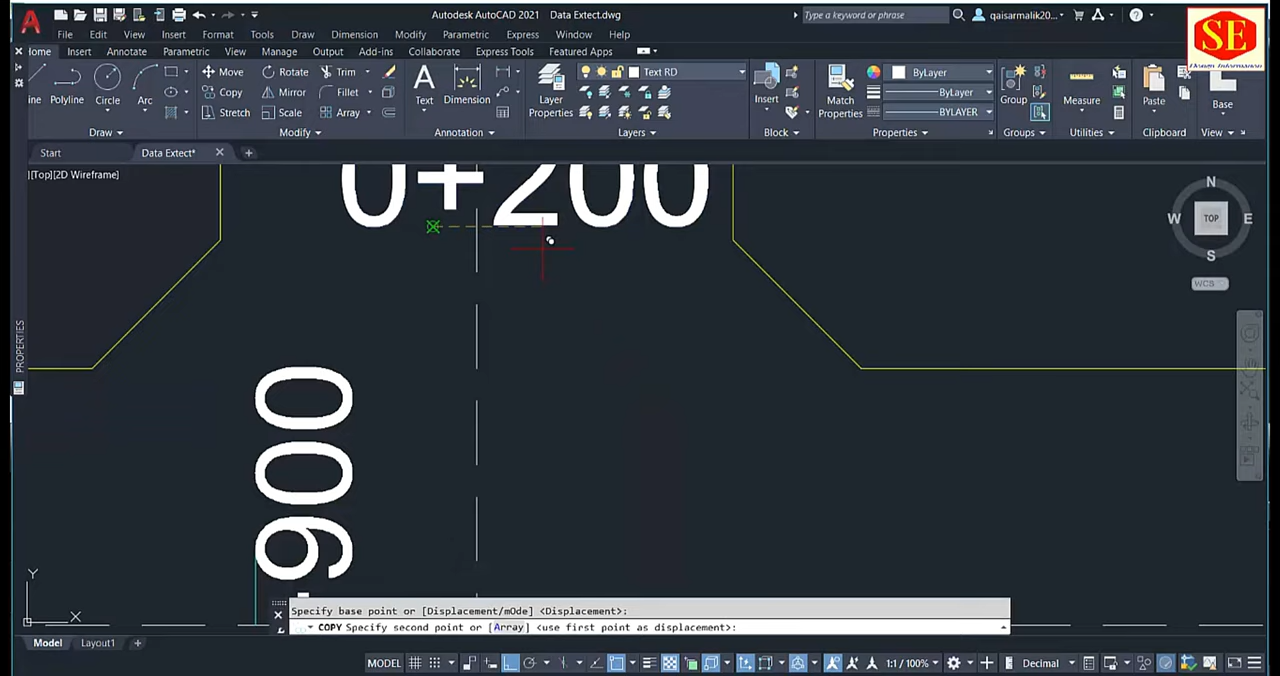 Autodesk AutoCAD 2021 Data Extect.dwg
Type a keyword or phrase
qaisarmalik20...
File Edit View Insert Format Tools Draw Dimension Modify Parametric Express Window Help
Home Insert Annotate Parametric View Manage Output Add-ins Collaborate Express Tools Featured Apps
SE
Line Polyline Circle Arc
Move Rotate Trim
Copy Mirror Fillet
Stretch Scale Array
Text Dimension
Layer Properties
Text RD
Insert
Match Properties
ByLayer
ByLayer
BYLAYER
Group
Measure
Paste
Base
Draw Modify Annotation Layers Block Properties Groups Utilities Clipboard View
Start Data Extect* +
][Top][2D Wireframe]
0+200
900
N
W TOP E
S
WCS
PROPERTIES
Y
X
Specify base point or [Displacement/mOde] <Displacement>:
COPY Specify second point or [Array] <use first point as displacement>:
Model Layout1 +
MODEL 1:1 / 100% Decimal